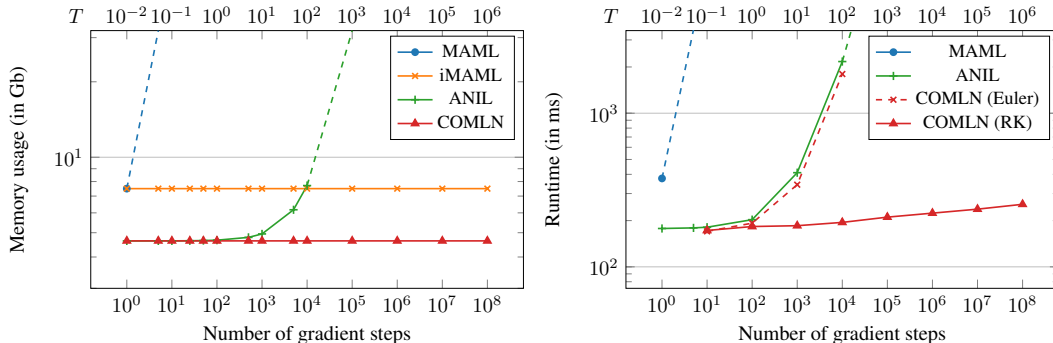 T 10^-2 10^-1 10^0 10^1 10^2 10^3 10^4 10^5 10^6
Memory usage (in Gb)
10^1
MAML
iMAML
ANIL
COMLN
10^0 10^1 10^2 10^3 10^4 10^5 10^6 10^7 10^8
Number of gradient steps
T 10^-2 10^-1 10^0 10^1 10^2 10^3 10^4 10^5 10^6
Runtime (in ms)
10^3
10^2
MAML
ANIL
COMLN (Euler)
COMLN (RK)
10^0 10^1 10^2 10^3 10^4 10^5 10^6 10^7 10^8
Number of gradient steps